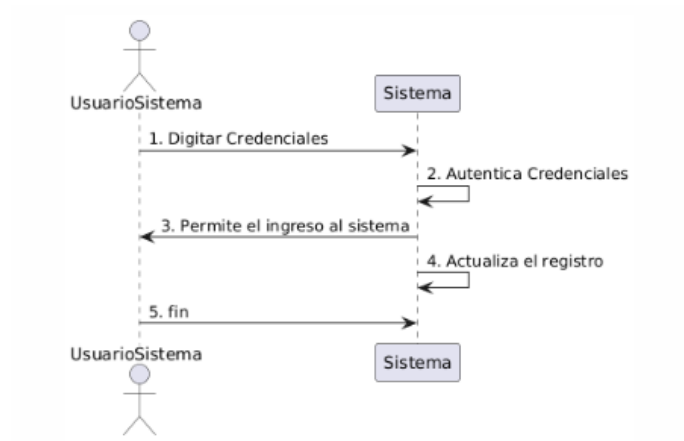 UsuarioSistema
Sistema
1. Digitar Credenciales
2. Autentica Credenciales
3. Permite el ingreso al sistema
4. Actualiza el registro
5. fin
UsuarioSistema
Sistema